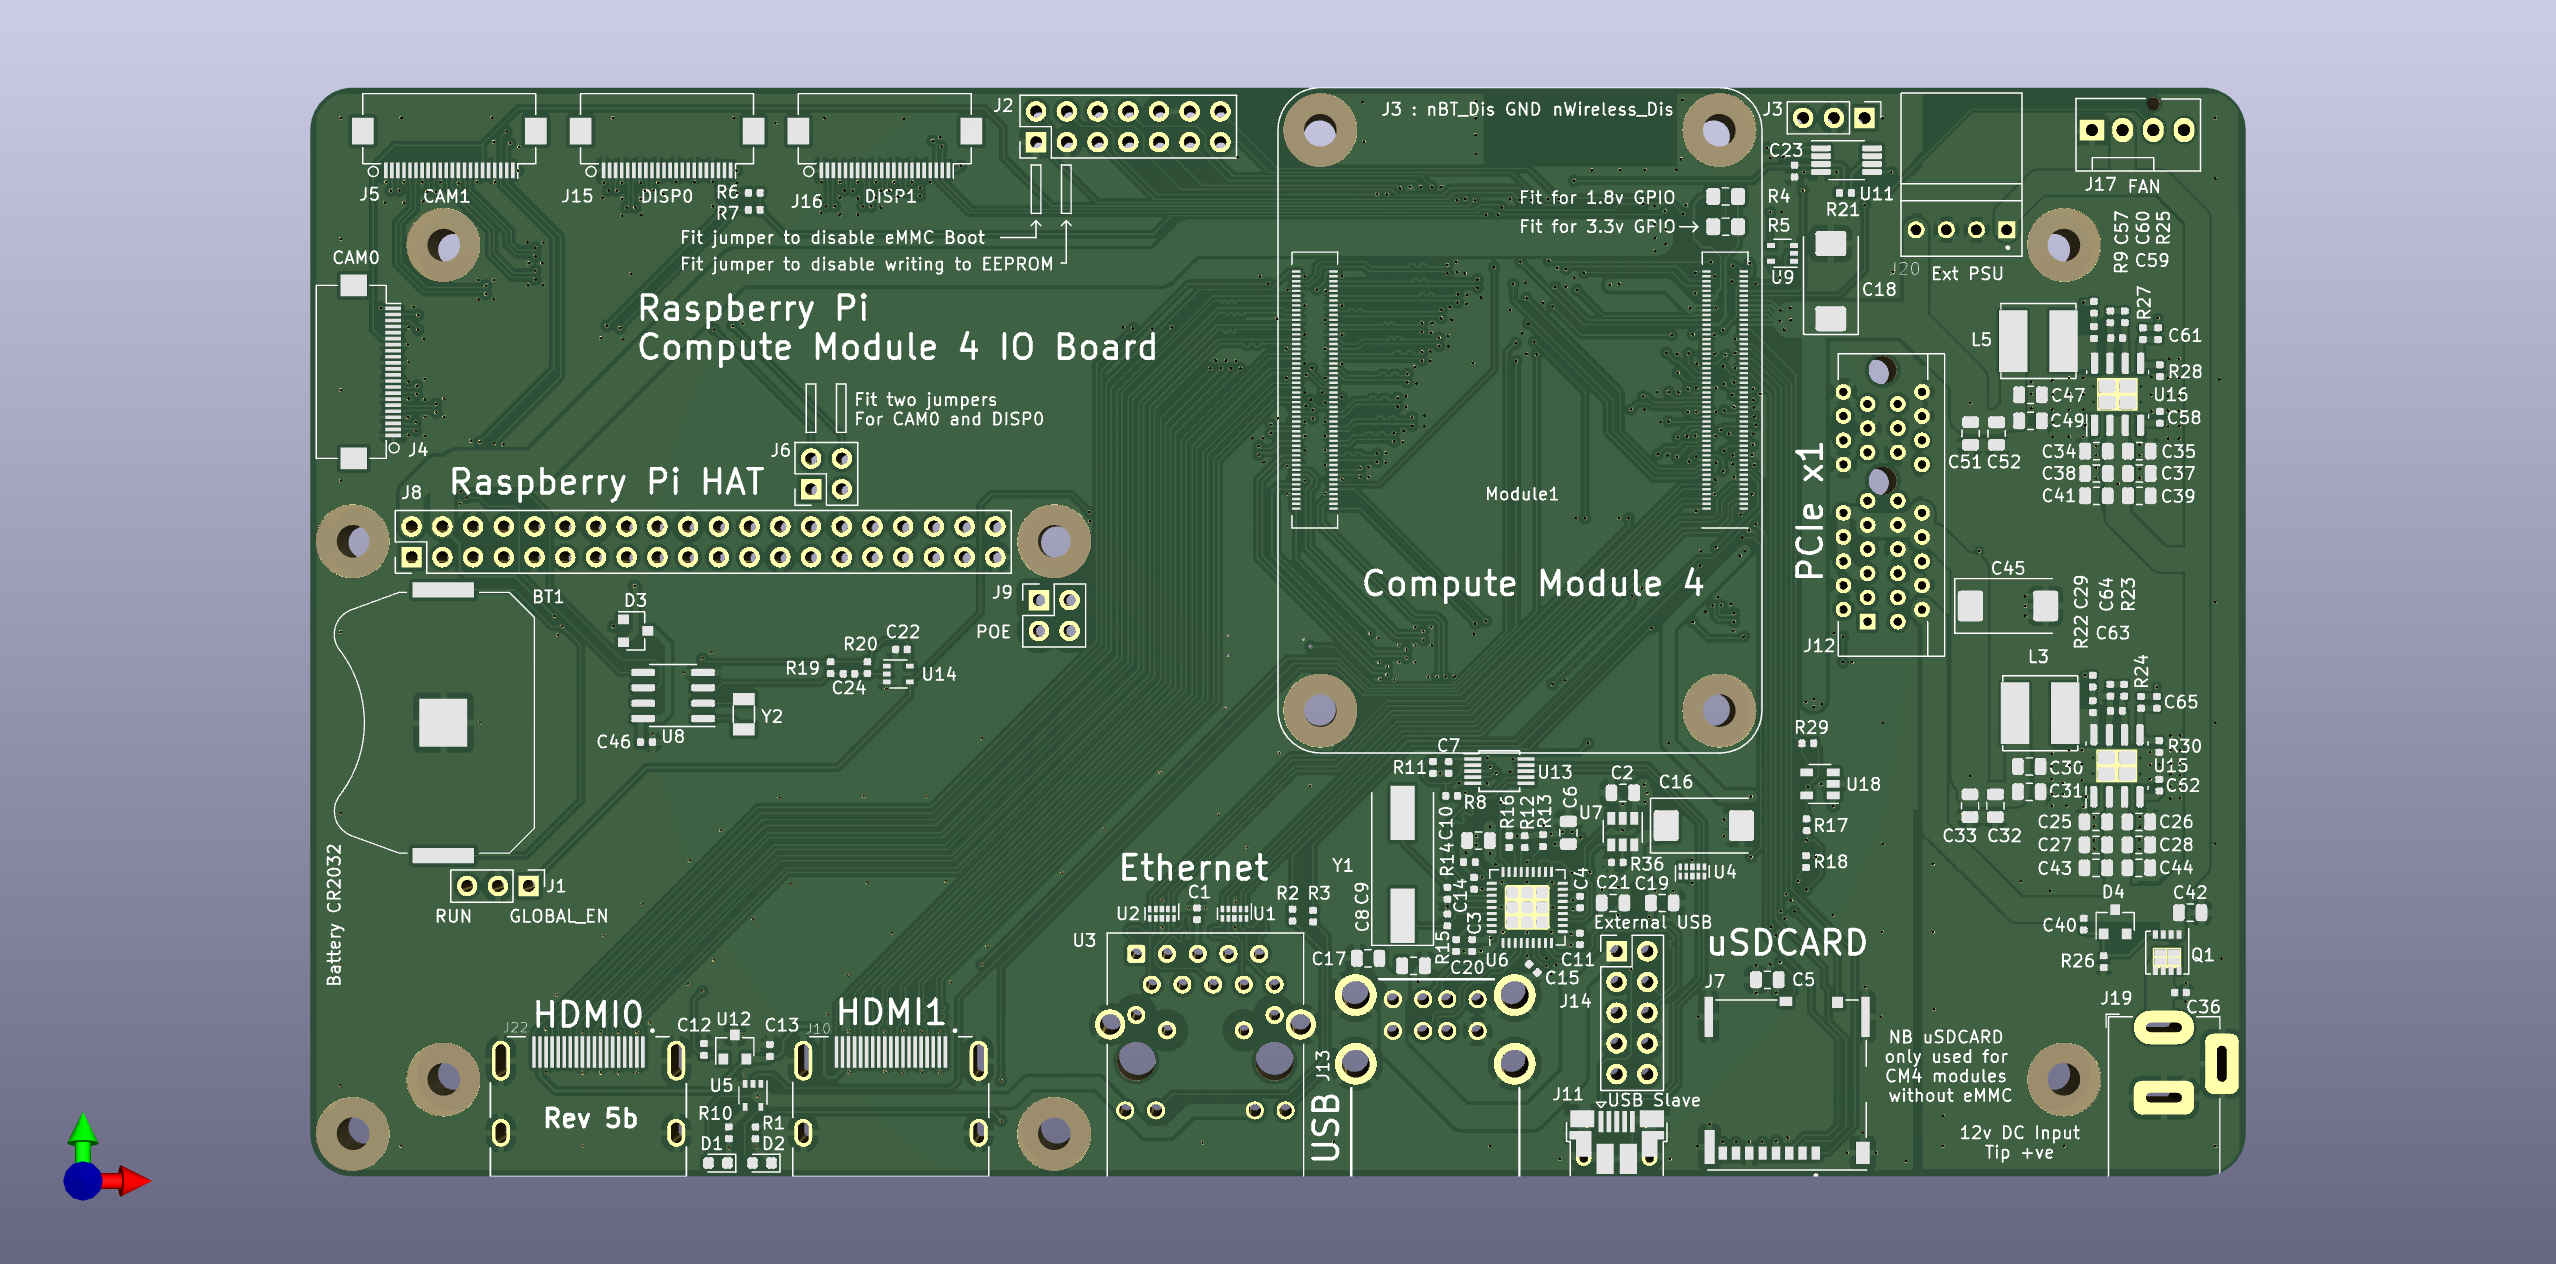 J2
J3 : nBT_Dis GND nWireless_Dis
J3
C23
J5
CAM1
J15
DISP0
R6
R7
J16
DISP1
Fit for 1.8v GPIO
R4
Fit for 3.3v GPIO
R5
U11
R21
U9
J17
FAN
R9
C57
C60
R25
C59
CAM0
Fit jumper to disable eMMC Boot
Fit jumper to disable writing to EEPROM
J20
Ext PSU
C18
Raspberry Pi
Compute Module 4 IO Board
L5
R27
C61
R28
C47
U16
C49
C58
Fit two jumpers
For CAM0 and DISP0
J4
J6
C51
C52
C34
C35
C38
C37
C41
C39
Raspberry Pi HAT
J8
Module1
PCIe x1
Compute Module 4
C45
BT1
D3
J9
POE
J12
R22
C29
C64
R23
C63
L3
R20
C22
R19
C24
U14
R24
C65
Y2
C46
U8
R29
C7
R11
U13
C2
C16
U18
R30
C30
U15
C31
C62
R8
C10
R16
R12
R13
C6
U7
R17
C33
C32
C25
C26
C27
C28
C43
C44
Ethernet
Y1
R14
R36
U4
R18
Battery CR2032
J1
RUN
GLOBAL_EN
C1
U2
U1
R2
R3
C8
C9
C14
C3
C4
C21
C19
External USB
D4
C42
C40
U3
C17
R15
C20
U6
C15
C11
uSDCARD
J7
C5
R26
Q1
J14
J19
C36
HDMI0
J22
C12
U12
C13
HDMI1
J10
NB uSDCARD
only used for
CM4 modules
without eMMC
U5
R10
R1
D1
D2
Rev 5b
J13
USB
J11
USB Slave
12v DC Input
Tip +ve